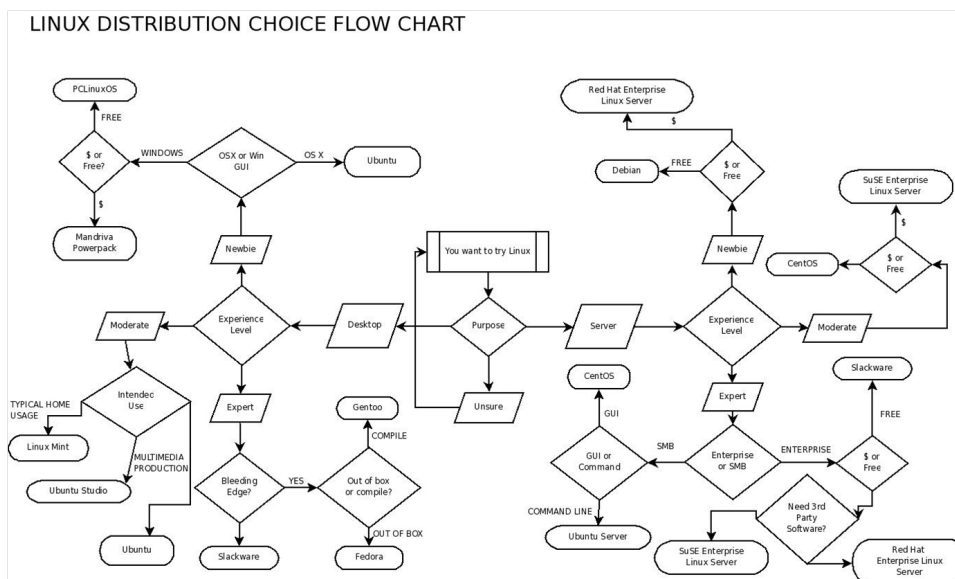 LINUX DISTRIBUTION CHOICE FLOW CHART
PCLinuxOS
FREE
$ or
Free?
WINDOWS
OSX or Win
GUI
OS X
Ubuntu
$
Mandriva
Powerpack
Newbie
Red Hat Enterprise
Linux Server
$
$ or
Free
FREE
Debian
Newbie
SuSE Enterprise
Linux Server
$
$ or
Free
CentOS
You want to try Linux
Moderate
Experience
Level
Desktop
Purpose
Server
Experience
Level
Moderate
Unsure
Intended
Use
TYPICAL HOME
USAGE
Linux Mint
MULTIMEDIA
PRODUCTION
Ubuntu Studio
Ubuntu
Expert
Bleeding
Edge?
YES
Slackware
Gentoo
COMPILE
Out of box
or compile?
OUT OF BOX
Fedora
Expert
Enterprise
or SMB
SMB
CentOS
GUI
GUI or
Command
COMMAND LINE
Ubuntu Server
ENTERPRISE
Slackware
FREE
$ or
Free
Need 3rd
Party
Software?
SuSE Enterprise
Linux Server
Red Hat
Enterprise Linux
Server